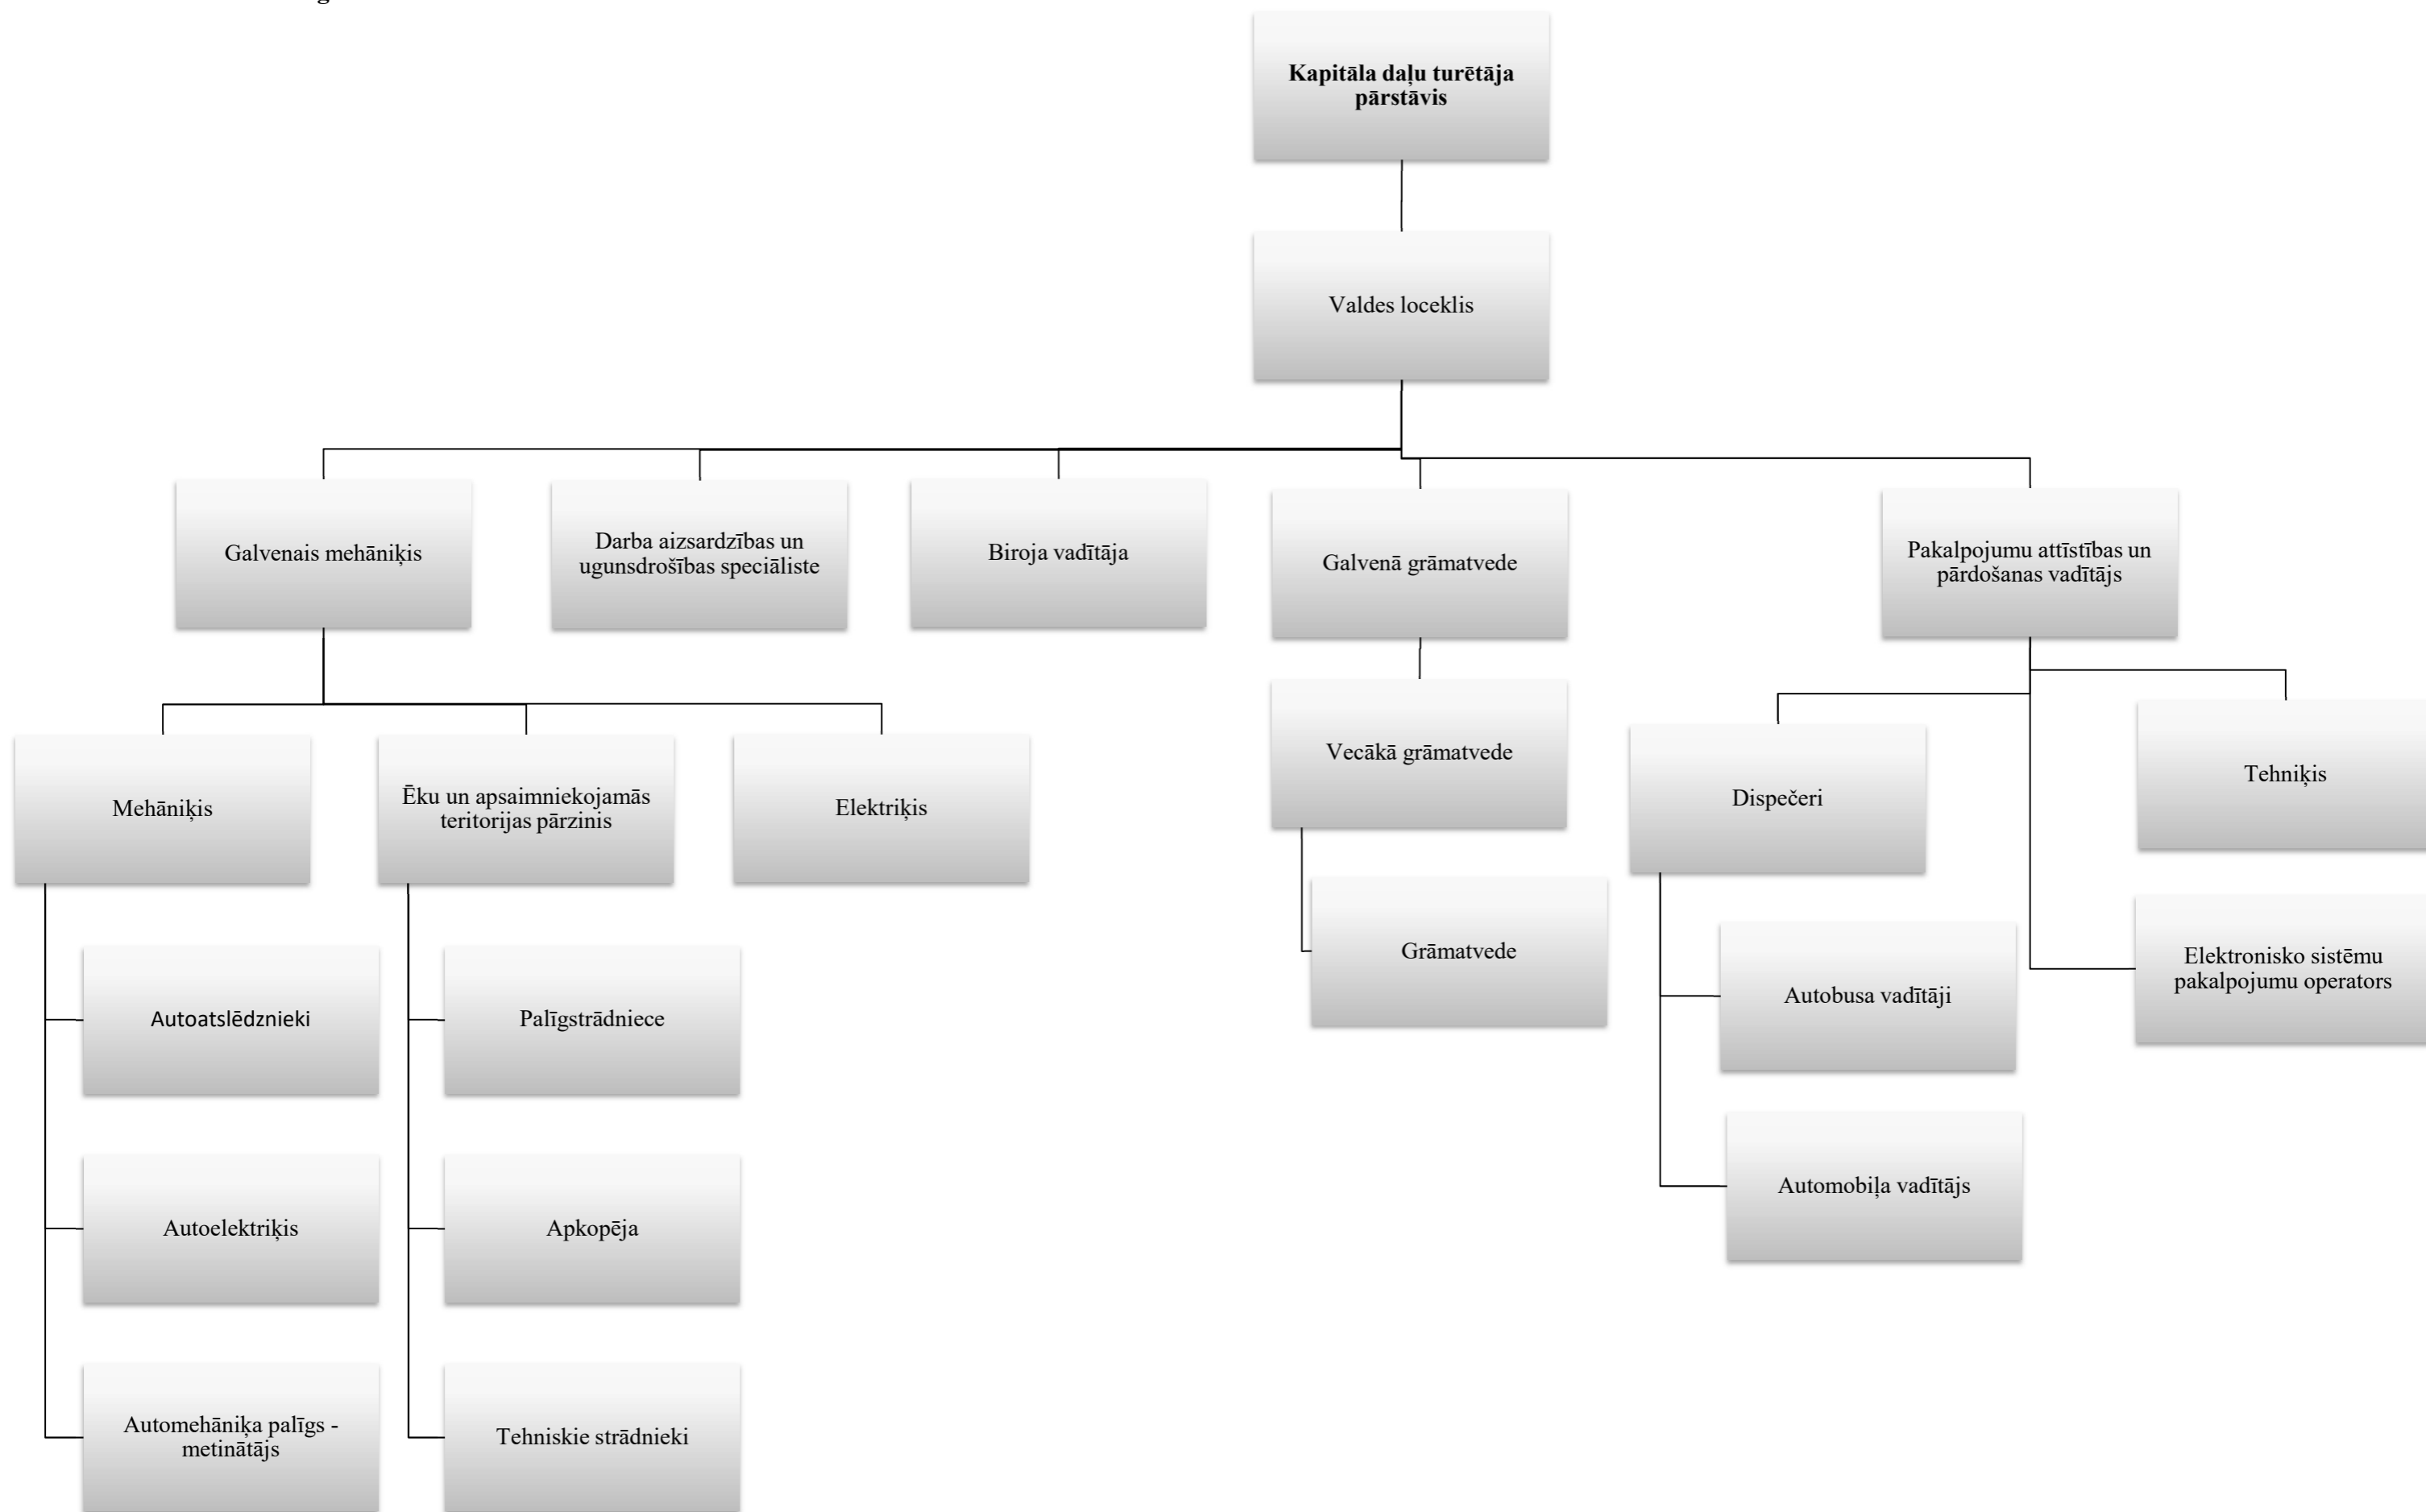 Kapitāla daļu turētāja
pārstāvis
Valdes loceklis
Galvenais mehāniķis
Darba aizsardzības un
ugunsdrošības speciāliste
Biroja vadītāja
Galvenā grāmatvede
Pakalpojumu attīstības un
pārdošanas vadītājs
Mehāniķis
Ēku un apsaimniekojamās
teritorijas pārzinis
Elektriķis
Vecākā grāmatvede
Dispečeri
Tehniķis
Grāmatvede
Elektronisko sistēmu
pakalpojumu operators
Autobusa vadītāji
Autoatslēdznieki
Palīgstrādniece
Automobiļa vadītājs
Autoelektriķis
Apkopēja
Automehāniķa palīgs -
metinātājs
Tehniskie strādnieki